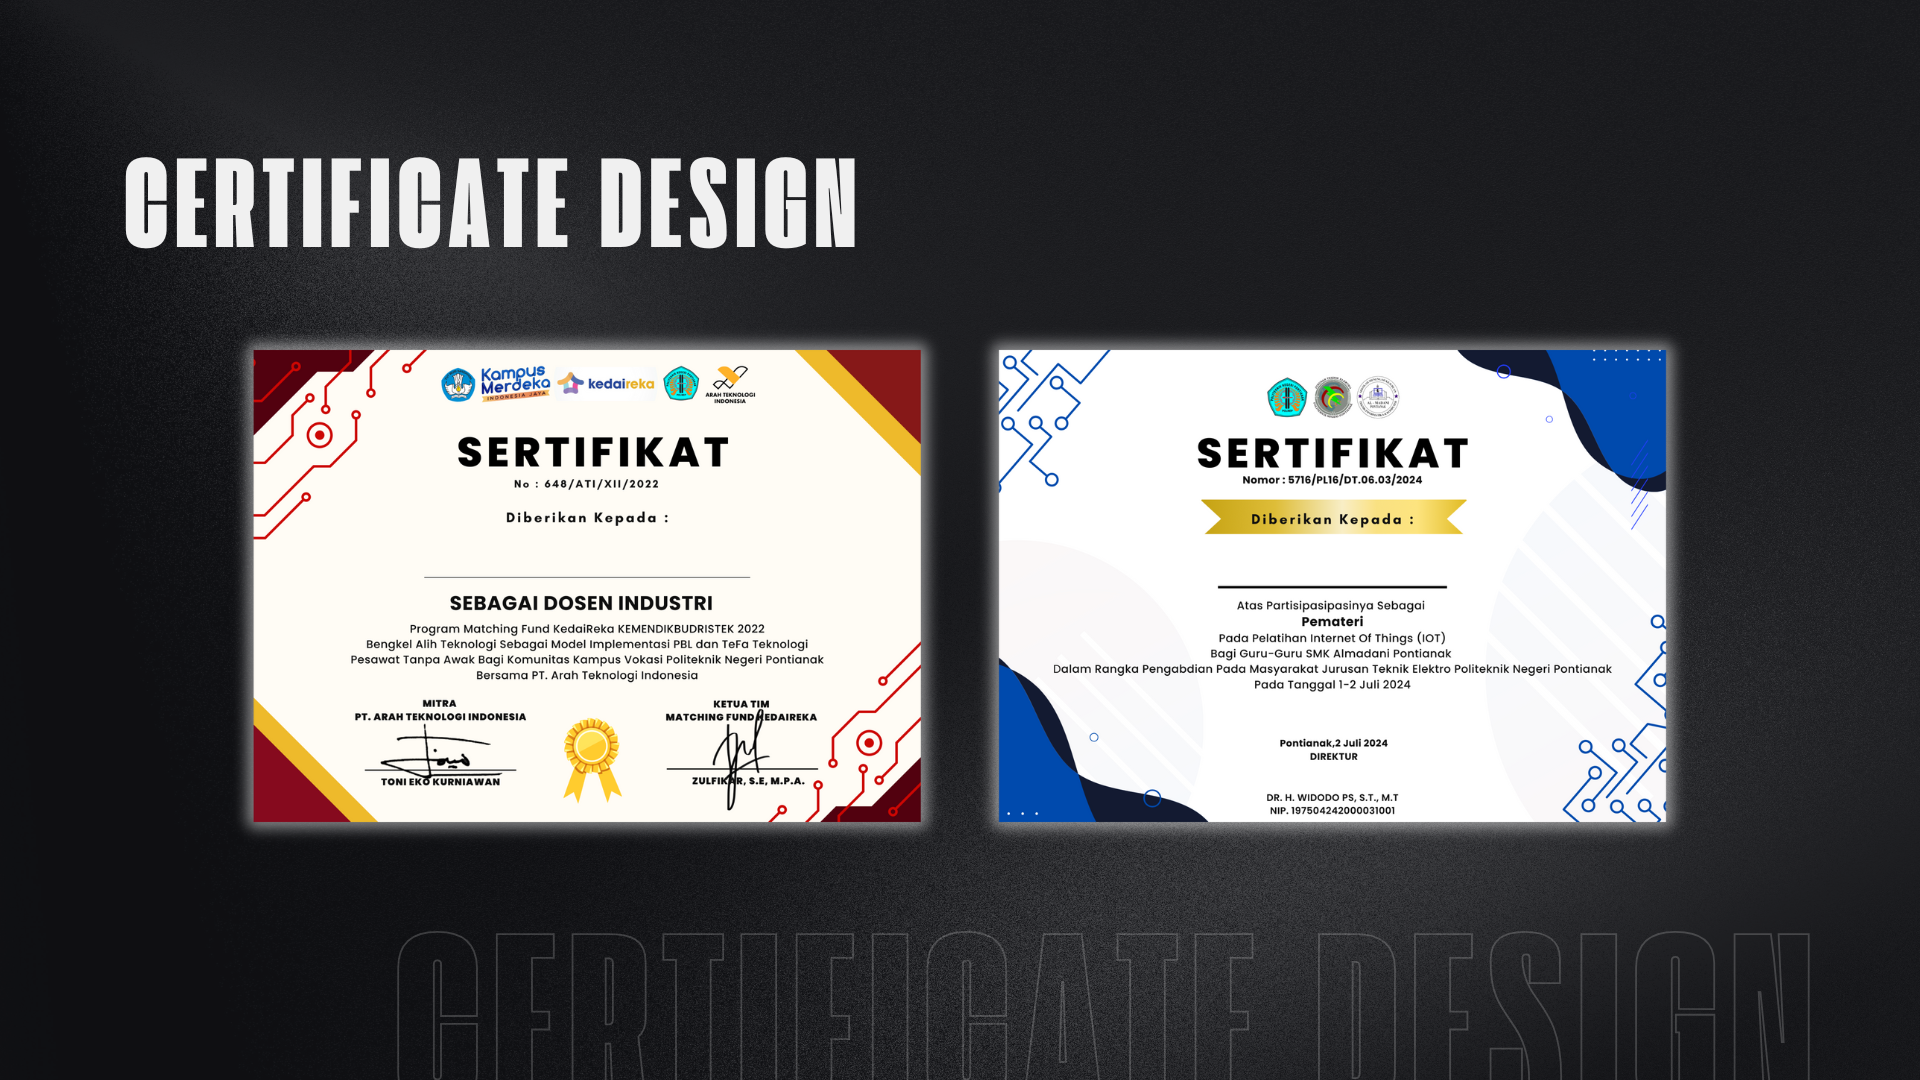 CERTIFICATE DESIGN
Kampus
Merdeka
INDONESIA JAYA
kedaireka
ARAH TEKNOLOGI
INDONESIA
SERTIFIKAT
No : 648/ATI/XII/2022
Diberikan Kepada :
SEBAGAI DOSEN INDUSTRI
Program Matching Fund KedaiReka KEMENDIKBUDRISTEK 2022
Bengkel Alih Teknologi Sebagai Model Implementasi PBL dan TeFa Teknologi
Pesawat Tanpa Awak Bagi Komunitas Kampus Vokasi Politeknik Negeri Pontianak
Bersama PT. Arah Teknologi Indonesia
MITRA
PT. ARAH TEKNOLOGI INDONESIA
TONI EKO KURNIAWAN
KETUA TIM
MATCHING FUND KEDAIREKA
ZULFIKAR, S.E, M.P.A.
SERTIFIKAT
Nomor : 5716/PL16/DT.06.03/2024
Diberikan Kepada :
Atas Partisipasipasinya Sebagai
Pemateri
Pada Pelatihan Internet Of Things (IOT)
Bagi Guru-Guru SMK Almadani Pontianak
Dalam Rangka Pengabdian Pada Masyarakat Jurusan Teknik Elektro Politeknik Negeri Pontianak
Pada Tanggal 1-2 Juli 2024
Pontianak,2 Juli 2024
DIREKTUR
DR. H. WIDODO PS, S.T., M.T
NIP. 197504242000031001
CERTIFICATE DESIGN